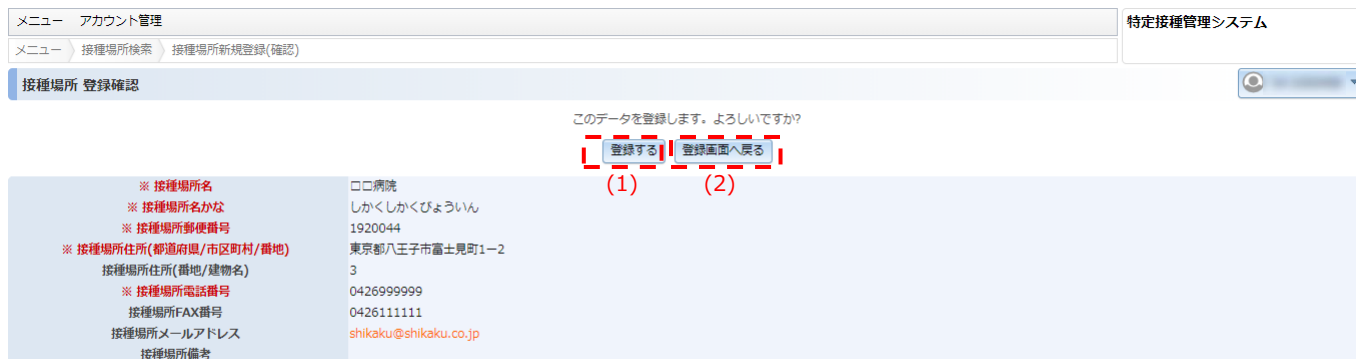 メニュー アカウント管理
特定接種管理システム
メニュー 接種場所検索 接種場所新規登録(確認)
接種場所 登録確認
このデータを登録します。よろしいですか?
登録する 登録画面へ戻る
(1) (2)
※ 接種場所名 □□病院
※ 接種場所名かな しかくしかくびょういん
※ 接種場所郵便番号 1920044
※ 接種場所住所(都道府県/市区町村/番地) 東京都八王子市富士見町1ー2
接種場所住所(番地/建物名) 3
※ 接種場所電話番号 0426999999
接種場所FAX番号 0426111111
接種場所メールアドレス shikaku@shikaku.co.jp
接種場所備考